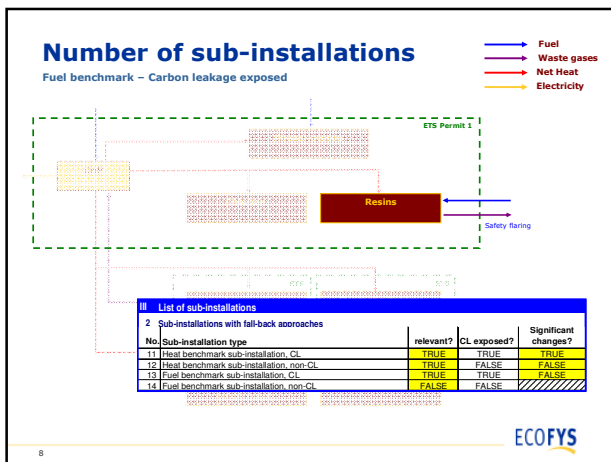 Number of sub-installations
Fuel benchmark – Carbon leakage exposed
Fuel
Waste gases
Net Heat
Electricity
ETS Permit 1
Resins
Safety flaring
III List of sub-installations
2 Sub-installations with fall-back approaches
No. Sub-installation type relevant? CL exposed? Significant changes?
11 Heat benchmark sub-installation, CL TRUE TRUE TRUE
12 Heat benchmark sub-installation, non-CL TRUE FALSE FALSE
13 Fuel benchmark sub-installation, CL TRUE TRUE FALSE
14 Fuel benchmark sub-installation, non-CL FALSE FALSE
8
ECOFYS